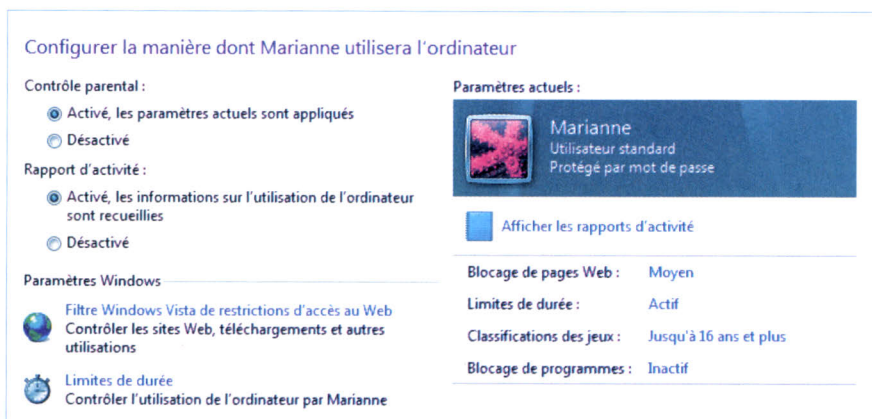 Configurer la manière dont Marianne utilisera l'ordinateur
Contrôle parental :
Activé, les paramètres actuels sont appliqués
Désactivé
Rapport d'activité :
Activé, les informations sur l'utilisation de l'ordinateur
sont recueillies
Désactivé
Paramètres Windows
Filtre Windows Vista de restrictions d'accès au Web
Contrôler les sites Web, téléchargements et autres
utilisations
Limites de durée
Contrôler l'utilisation de l'ordinateur par Marianne
Paramètres actuels :
Marianne
Utilisateur standard
Protégé par mot de passe
Afficher les rapports d'activité
Blocage de pages Web : Moyen
Limites de durée : Actif
Classifications des jeux : Jusqu'à 16 ans et plus
Blocage de programmes : Inactif